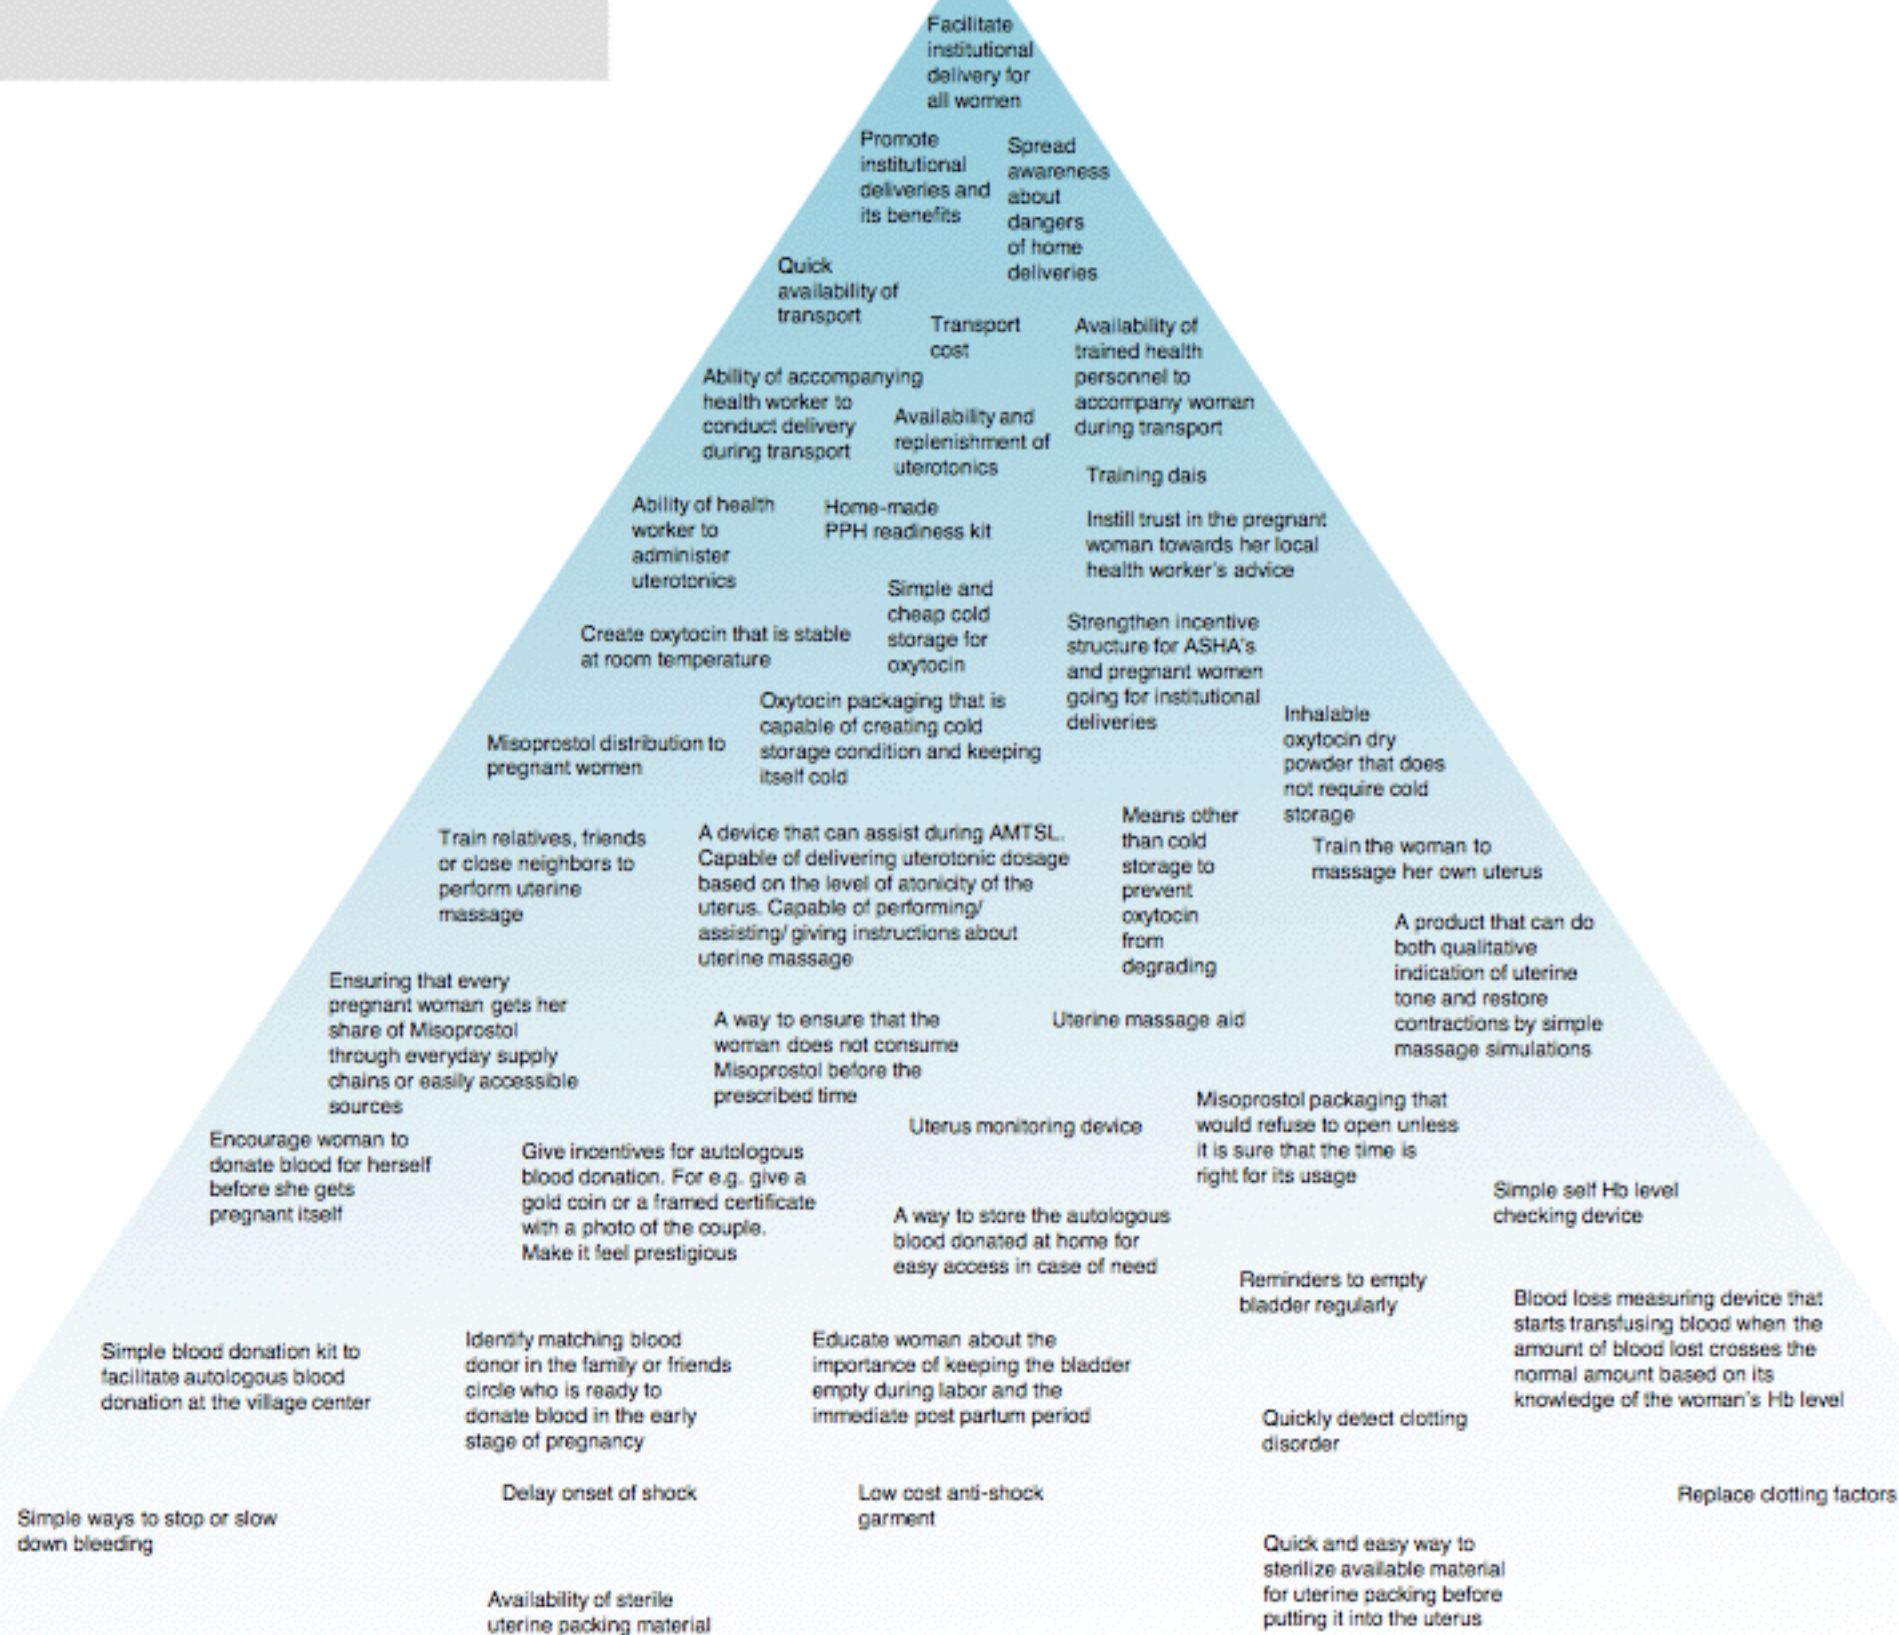 Facilitate
institutional
delivery for
all women
Promote
institutional
deliveries and
its benefits
Spread
awareness
about
dangers
of home
deliveries
Quick
availability of
transport
Transport
cost
Availability of
trained health
personnel to
accompany woman
during transport
Ability of accompanying
health worker to
conduct delivery
during transport
Availability and
replenishment of
uterotonics
Training dais
Ability of health
worker to
administer
uterotonics
Home-made
PPH readiness kit
Instill trust in the pregnant
woman towards her local
health worker's advice
Simple and
cheap cold
storage for
oxytocin
Create oxytocin that is stable
at room temperature
Strengthen incentive
structure for ASHA's
and pregnant women
going for institutional
deliveries
Oxytocin packaging that is
capable of creating cold
storage condition and keeping
itself cold
Inhalable
oxytocin dry
powder that does
not require cold
storage
Misoprostol distribution to
pregnant women
Means other
than cold
storage to
prevent
oxytocin
from
degrading
Train relatives, friends
or close neighbors to
perform uterine
massage
A device that can assist during AMTSL.
Capable of delivering uterotonic dosage
based on the level of atonicity of the
uterus. Capable of performing/
assisting/ giving instructions about
uterine massage
Train the woman to
massage her own uterus
A product that can do
both qualitative
indication of uterine
tone and restore
contractions by simple
massage simulations
Ensuring that every
pregnant woman gets her
share of Misoprostol
through everyday supply
chains or easily accessible
sources
A way to ensure that the
woman does not consume
Misoprostol before the
prescribed time
Uterine massage aid
Misoprostol packaging that
would refuse to open unless
it is sure that the time is
right for its usage
Uterus monitoring device
Encourage woman to
donate blood for herself
before she gets
pregnant itself
Give incentives for autologous
blood donation. For e.g. give a
gold coin or a framed certificate
with a photo of the couple.
Make it feel prestigious
Simple self Hb level
checking device
A way to store the autologous
blood donated at home for
easy access in case of need
Reminders to empty
bladder regularly
Blood loss measuring device that
starts transfusing blood when the
amount of blood lost crosses the
normal amount based on its
knowledge of the woman's Hb level
Simple blood donation kit to
facilitate autologous blood
donation at the village center
Identify matching blood
donor in the family or friends
circle who is ready to
donate blood in the early
stage of pregnancy
Educate woman about the
importance of keeping the bladder
empty during labor and the
immediate post partum period
Quickly detect clotting
disorder
Delay onset of shock
Low cost anti-shock
garment
Replace clotting factors
Simple ways to stop or slow
down bleeding
Quick and easy way to
sterilize available material
for uterine packing before
putting it into the uterus
Availability of sterile
uterine packing material